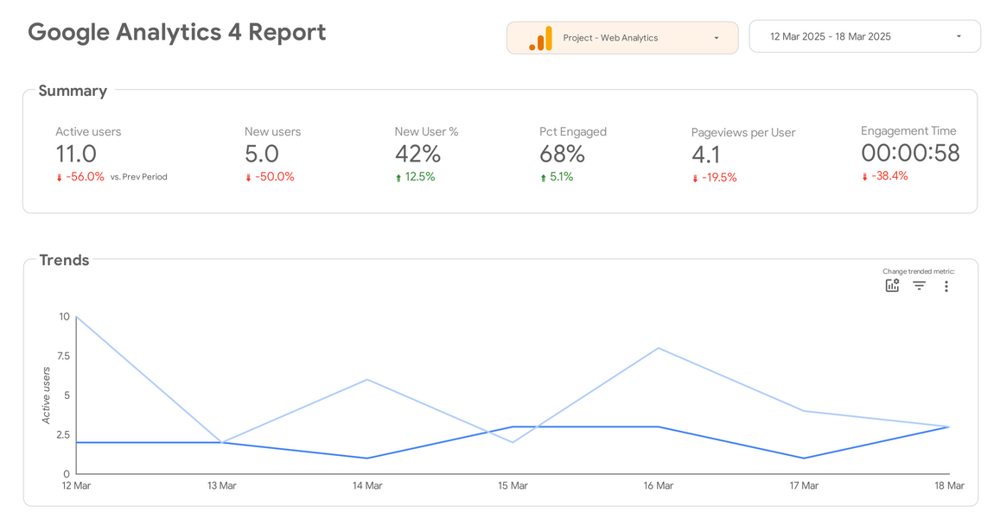 Google Analytics 4 Report
Project - Web Analytics
12 Mar 2025 - 18 Mar 2025
Summary
Active users
11.0
-56.0% vs. Prev Period
New users
5.0
-50.0%
New User %
42%
12.5%
Pct Engaged
68%
5.1%
Pageviews per User
4.1
-19.5%
Engagement Time
00:00:58
-38.4%
Trends
Change trended metric:
Active users
10
7.5
5
2.5
0
12 Mar 13 Mar 14 Mar 15 Mar 16 Mar 17 Mar 18 Mar